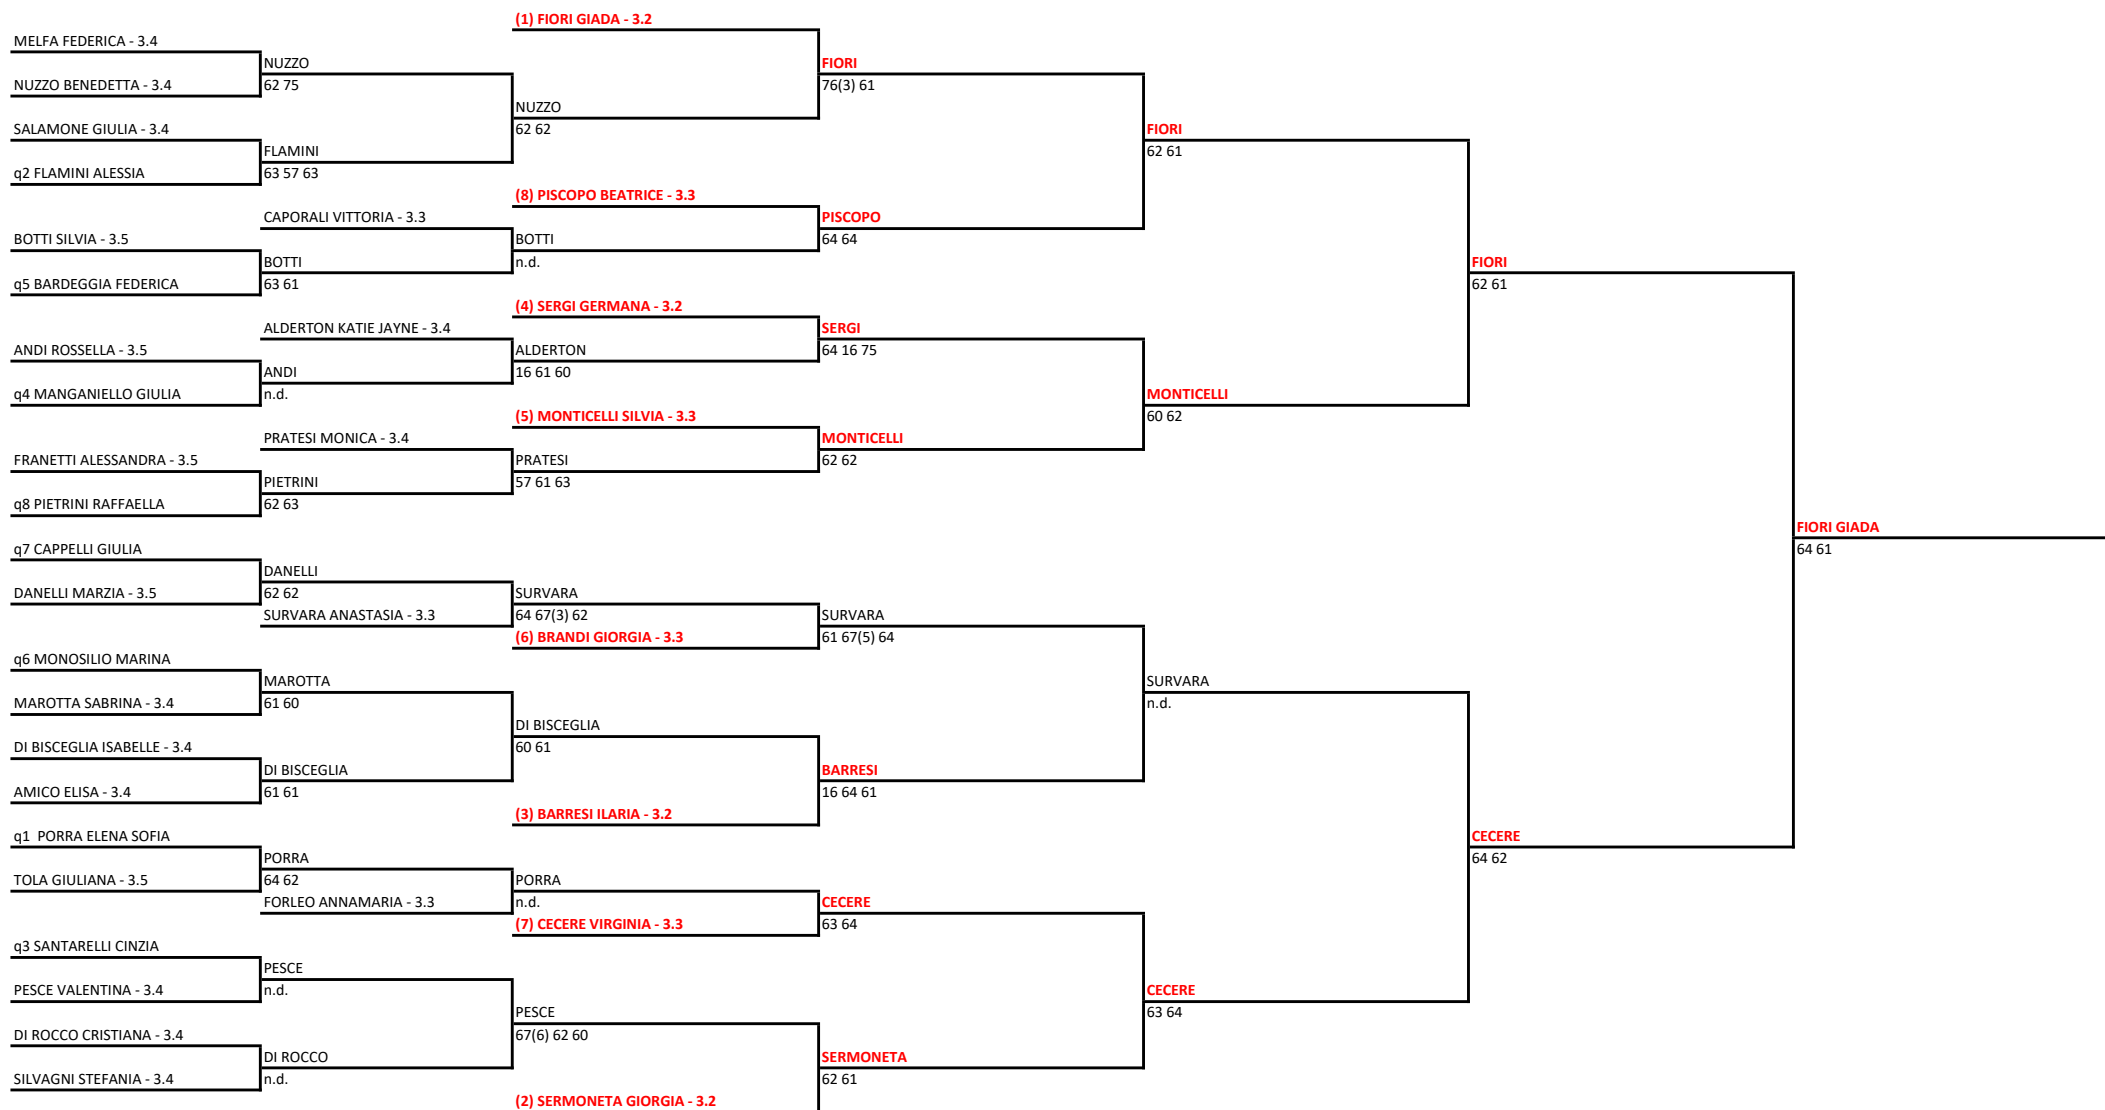 (1) FIORI GIADA - 3.2
MELFA FEDERICA - 3.4
NUZZO
FIORI
NUZZO BENEDETTA - 3.4
62 75
76(3) 61
NUZZO
SALAMONE GIULIA - 3.4
62 62
FIORI
FLAMINI
62 61
q2 FLAMINI ALESSIA
63 57 63
(8) PISCOPO BEATRICE - 3.3
CAPORALI VITTORIA - 3.3
PISCOPO
BOTTI SILVIA - 3.5
BOTTI
64 64
BOTTI
n.d.
FIORI
q5 BARDEGGIA FEDERICA
63 61
62 61
(4) SERGI GERMANA - 3.2
ALDERTON KATIE JAYNE - 3.4
SERGI
ANDI ROSSELLA - 3.5
ALDERTON
64 16 75
ANDI
16 61 60
q4 MANGANIELLO GIULIA
n.d.
MONTICELLI
(5) MONTICELLI SILVIA - 3.3
60 62
PRATESI MONICA - 3.4
MONTICELLI
FRANETTI ALESSANDRA - 3.5
PRATESI
62 62
PIETRINI
57 61 63
q8 PIETRINI RAFFAELLA
62 63
FIORI GIADA
q7 CAPPELLI GIULIA
64 61
DANELLI
DANELLI MARZIA - 3.5
62 62
SURVARA
SURVARA ANASTASIA - 3.3
64 67(3) 62
SURVARA
(6) BRANDI GIORGIA - 3.3
61 67(5) 64
q6 MONOSILIO MARINA
MAROTTA
SURVARA
MAROTTA SABRINA - 3.4
61 60
n.d.
DI BISCEGLIA
DI BISCEGLIA ISABELLE - 3.4
60 61
DI BISCEGLIA
BARRESI
AMICO ELISA - 3.4
61 61
16 64 61
(3) BARRESI ILARIA - 3.2
q1  PORRA ELENA SOFIA
CECERE
PORRA
64 62
TOLA GIULIANA - 3.5
64 62
PORRA
FORLEO ANNAMARIA - 3.3
n.d.
CECERE
(7) CECERE VIRGINIA - 3.3
63 64
q3 SANTARELLI CINZIA
PESCE
PESCE VALENTINA - 3.4
n.d.
CECERE
PESCE
63 64
DI ROCCO CRISTIANA - 3.4
67(6) 62 60
DI ROCCO
SERMONETA
SILVAGNI STEFANIA - 3.4
n.d.
62 61
(2) SERMONETA GIORGIA - 3.2